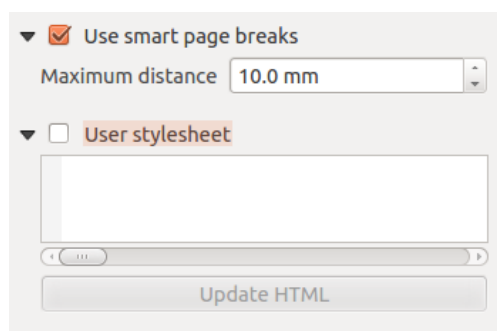 Use smart page breaks
Maximum distance 10.0 mm
User stylesheet
Update HTML